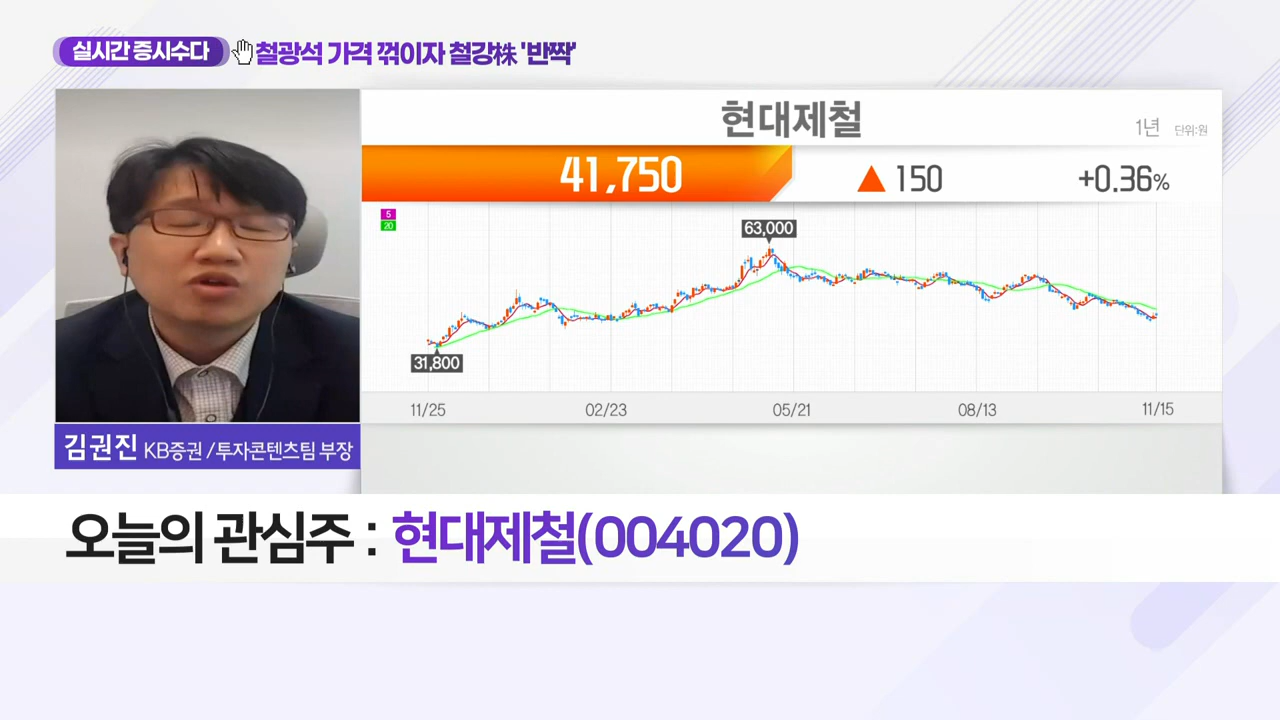 실시간 증시수다 철광석 가격 꺾이자 철강株 '반짝'
현대제철
1년 단위:원
41,750 ▲ 150 +0.36%
5
20
63,000
31,800
11/25 02/23 05/21 08/13 11/15
김권진 KB증권 / 투자콘텐츠팀 부장
오늘의 관심주 : 현대제철(004020)